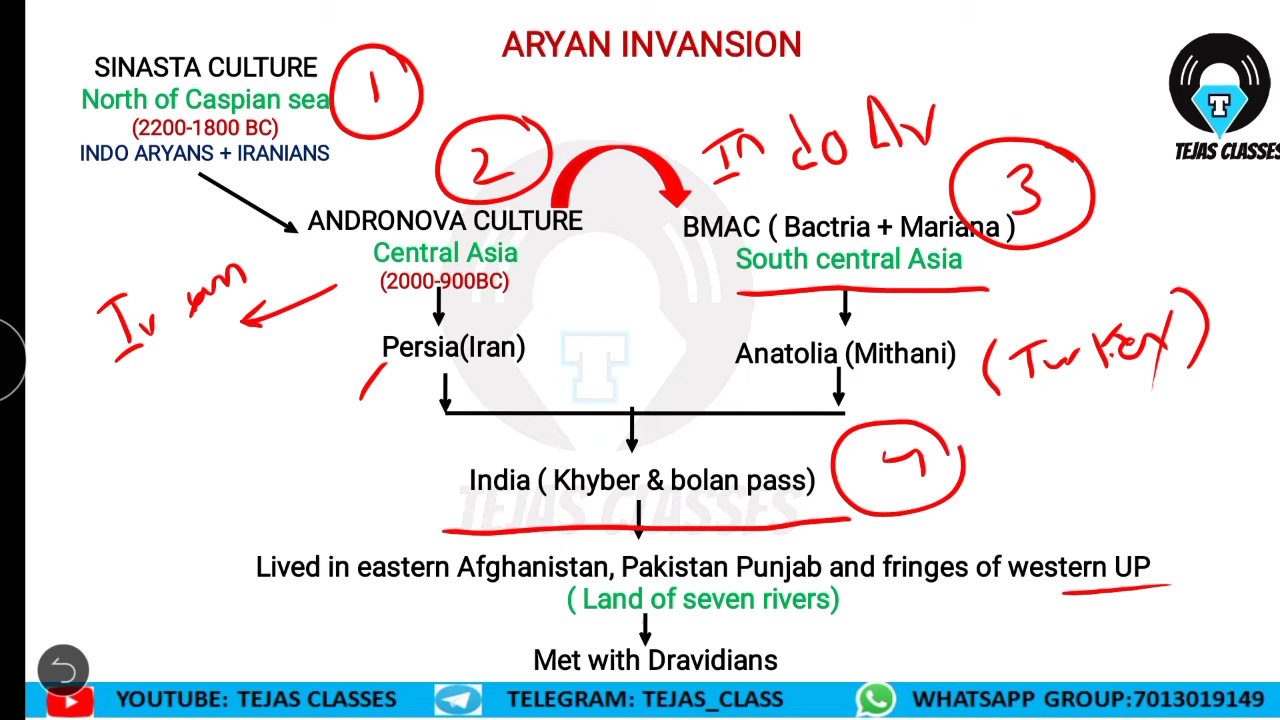 ARYAN INVANSION
SINASTA CULTURE
North of Caspian sea
(2200-1800 BC)
INDO ARYANS + IRANIANS
1
2
In do Ar
3
T
TEJAS CLASSES
ANDRONOVA CULTURE
Central Asia
(2000-900BC)
BMAC ( Bactria + Mariana )
South central Asia
Iran
Persia(Iran)
Anatolia (Mithani)
(Turkey)
T
India ( Khyber & bolan pass)
TEJAS CLASSES
Lived in eastern Afghanistan, Pakistan Punjab and fringes of western UP
( Land of seven rivers)
Met with Dravidians
YOUTUBE: TEJAS CLASSES
TELEGRAM: TEJAS_CLASS
WHATSAPP GROUP:7013019149